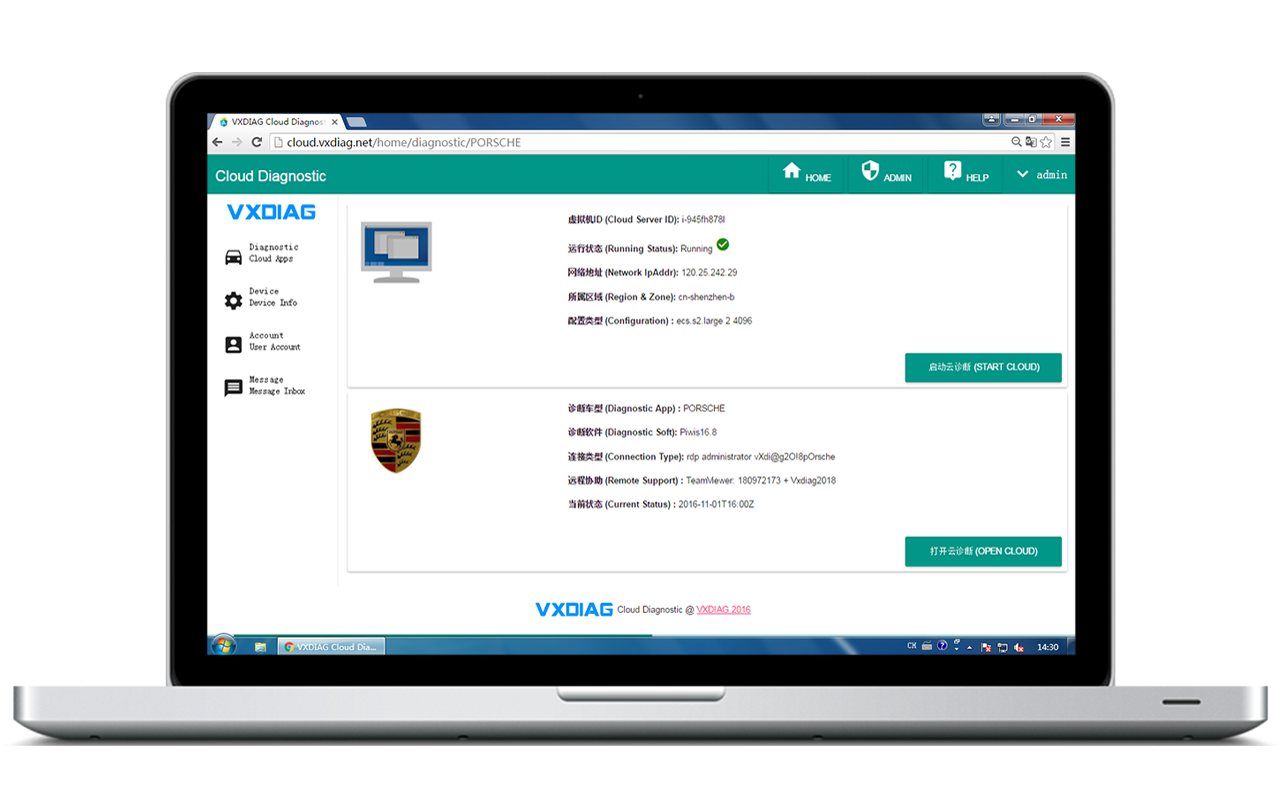 VXDIAG Cloud Diagnos
cloud.vxdiag.net/home/diagnostic/PORSCHE
Cloud Diagnostic
HOME
ADMIN
HELP
admin
VXDIAG
Diagnostic
Cloud Apps
Device
Device Info
Account
User Account
Message
Message Inbox
虚拟机ID (Cloud Server ID): i-945fh878l
运行状态 (Running Status): Running
网络地址 (Network IpAddr): 120.25.242.29
所属区域 (Region & Zone): cn-shenzhen-b
配置类型 (Configuration) : ecs.s2.large 2 4096
启动云诊断 (START CLOUD)
诊断车型 (Diagnostic App) : PORSCHE
诊断软件 (Diagnostic Soft): Piwis16.8
连接类型 (Connection Type): rdp administrator vXdi@g2OI8pOrsche
远程协助 (Remote Support) : TeamViewer: 180972173 + Vxdiag2018
当前状态 (Current Status) : 2016-11-01T16:00Z
打开云诊断 (OPEN CLOUD)
VXDIAG Cloud Diagnostic @ VXDIAG 2016
VXDIAG Cloud Dia...
CH
14:30